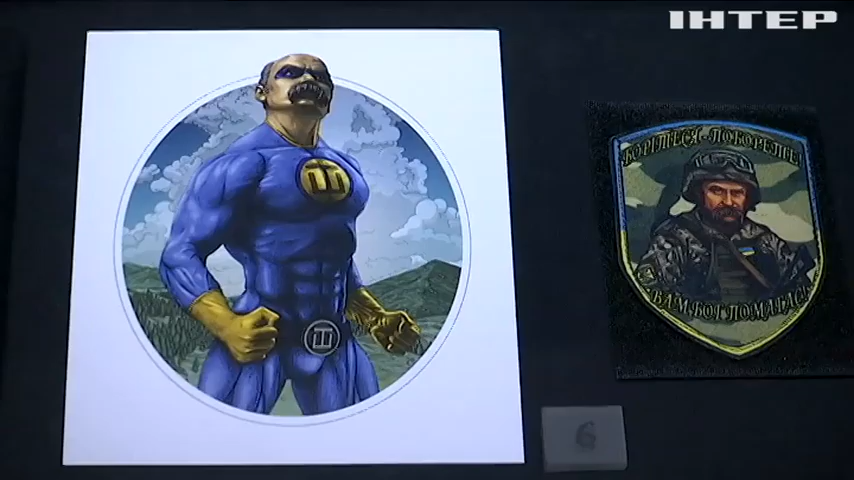 ІНТЕР
Ш
Ш
БОРІТЕСЯ - ПОБОРЕТЕ!
ВАМ БОГ ПОМАГАЄ!
6